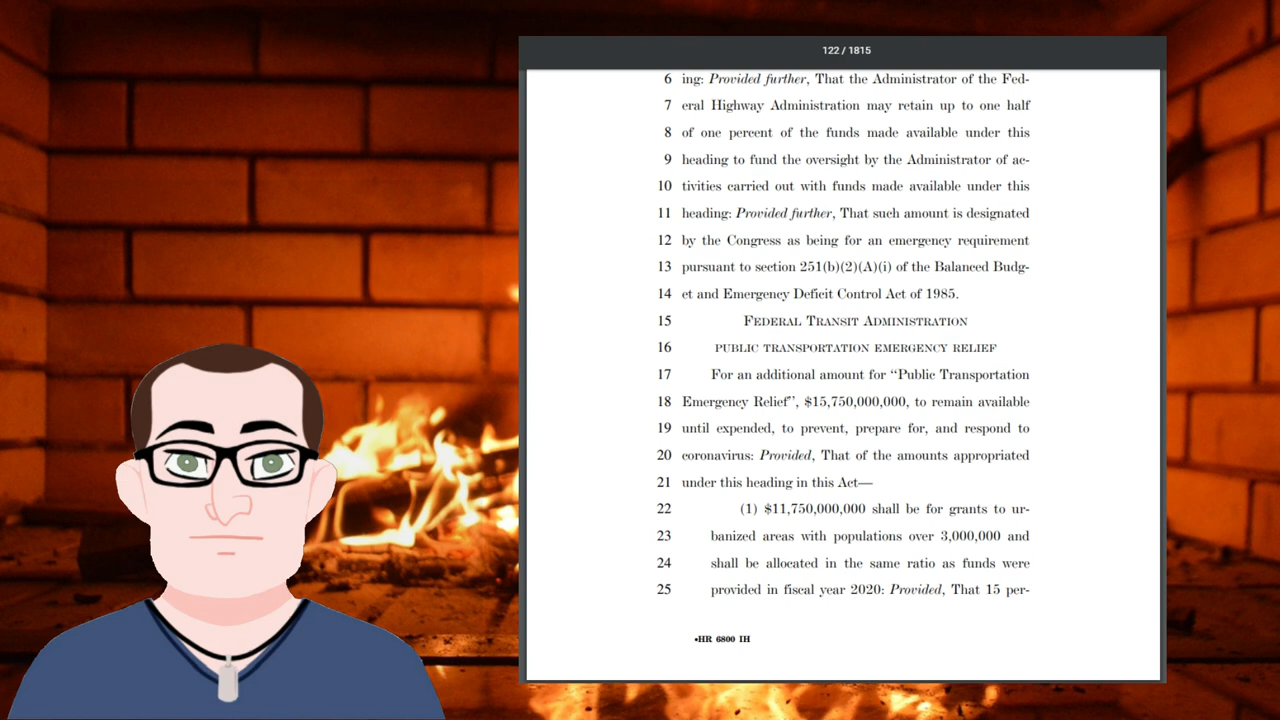 122 / 1815
6 ing: Provided further, That the Administrator of the Fed-
7 eral Highway Administration may retain up to one half
8 of one percent of the funds made available under this
9 heading to fund the oversight by the Administrator of ac-
10 tivities carried out with funds made available under this
11 heading: Provided further, That such amount is designated
12 by the Congress as being for an emergency requirement
13 pursuant to section 251(b)(2)(A)(i) of the Balanced Budg-
14 et and Emergency Deficit Control Act of 1985.
15 FEDERAL TRANSIT ADMINISTRATION
16 PUBLIC TRANSPORTATION EMERGENCY RELIEF
17 For an additional amount for “Public Transportation
18 Emergency Relief”, $15,750,000,000, to remain available
19 until expended, to prevent, prepare for, and respond to
20 coronavirus: Provided, That of the amounts appropriated
21 under this heading in this Act—
22 (1) $11,750,000,000 shall be for grants to ur-
23 banized areas with populations over 3,000,000 and
24 shall be allocated in the same ratio as funds were
25 provided in fiscal year 2020: Provided, That 15 per-
•HR 6800 IH